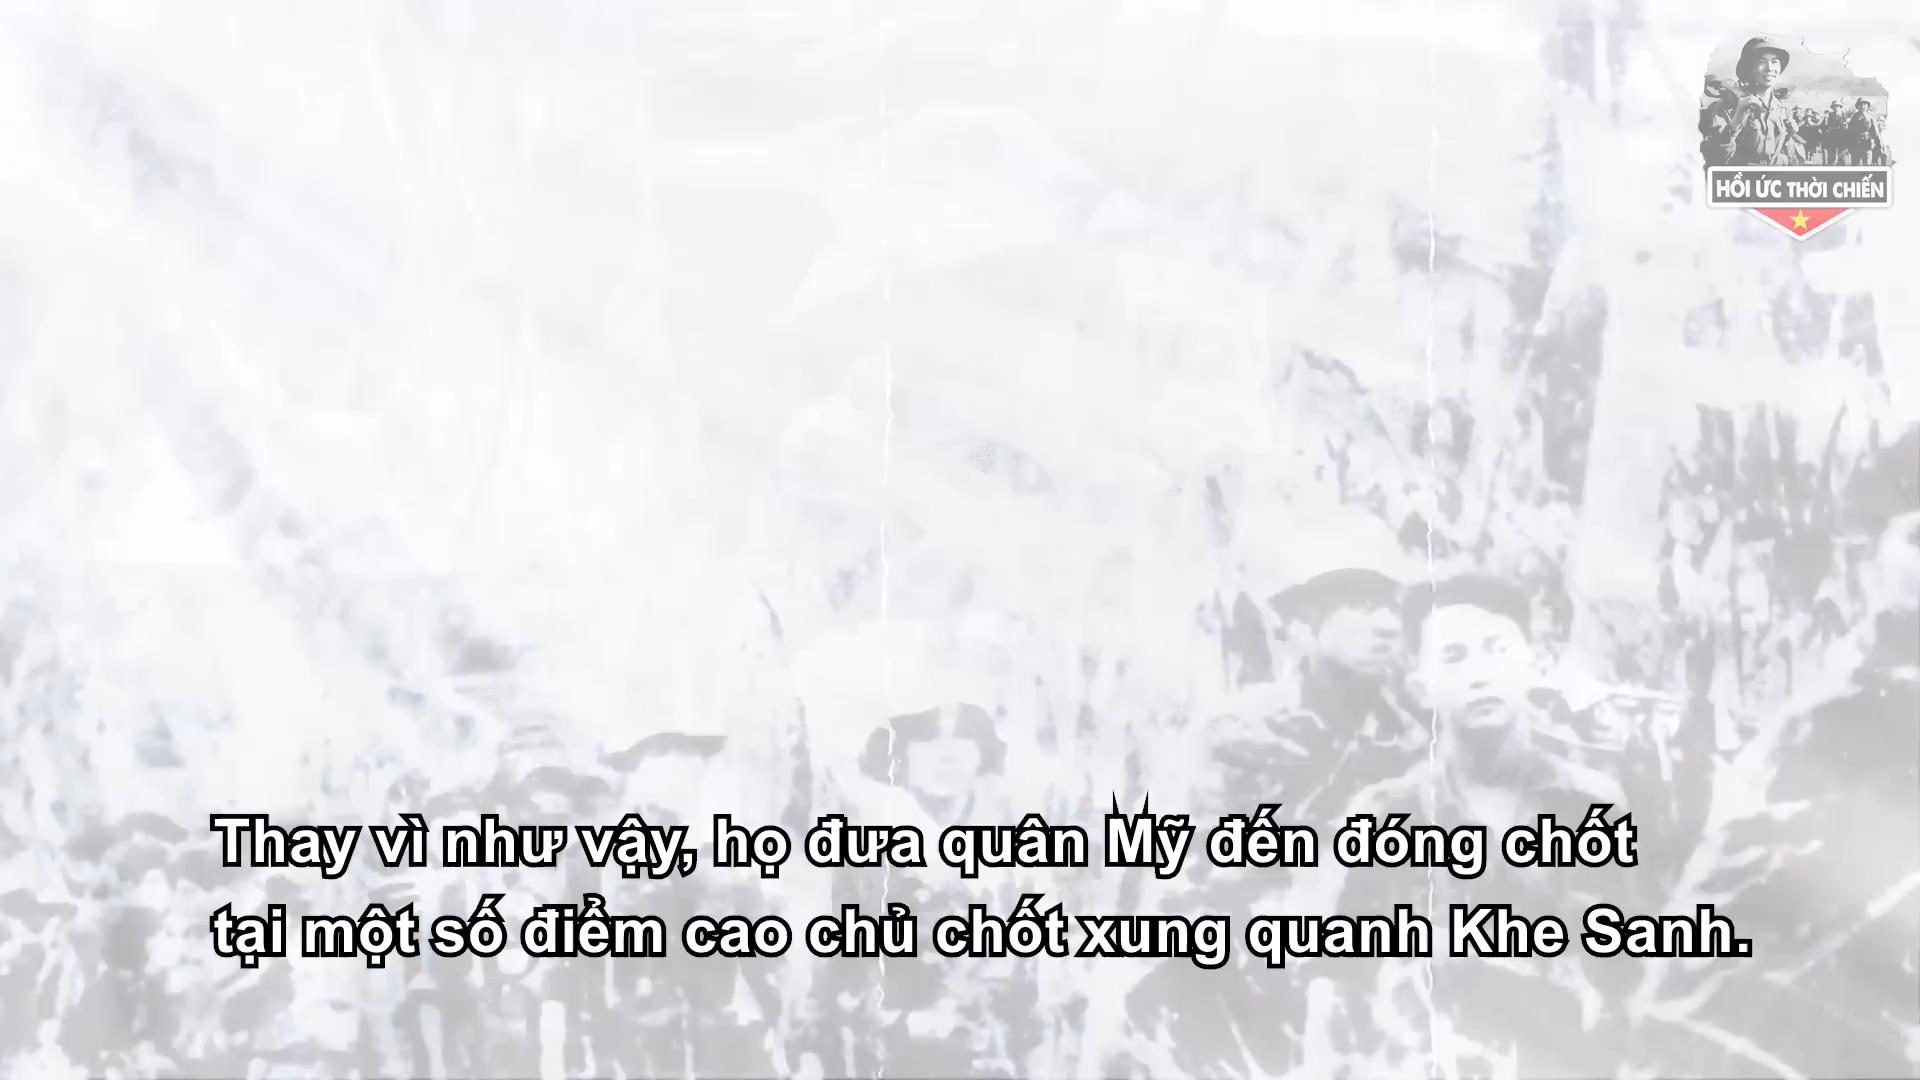 HỒI ỨC THỜI CHIẾN
Thay vì như vậy, họ đưa quân Mỹ đến đóng chốt
tại một số điểm cao chủ chốt xung quanh Khe Sanh.